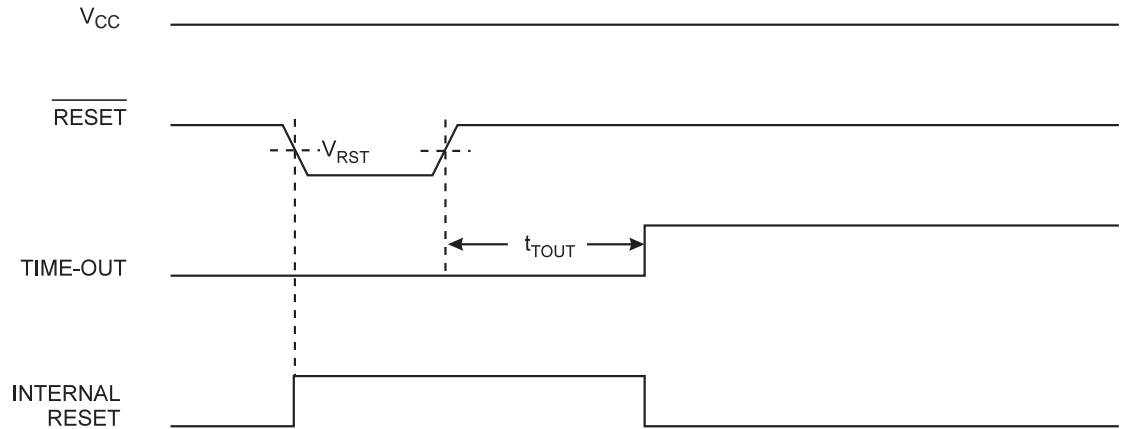 VCC
RESET
VRST
tTOUT
TIME-OUT
INTERNAL
RESET